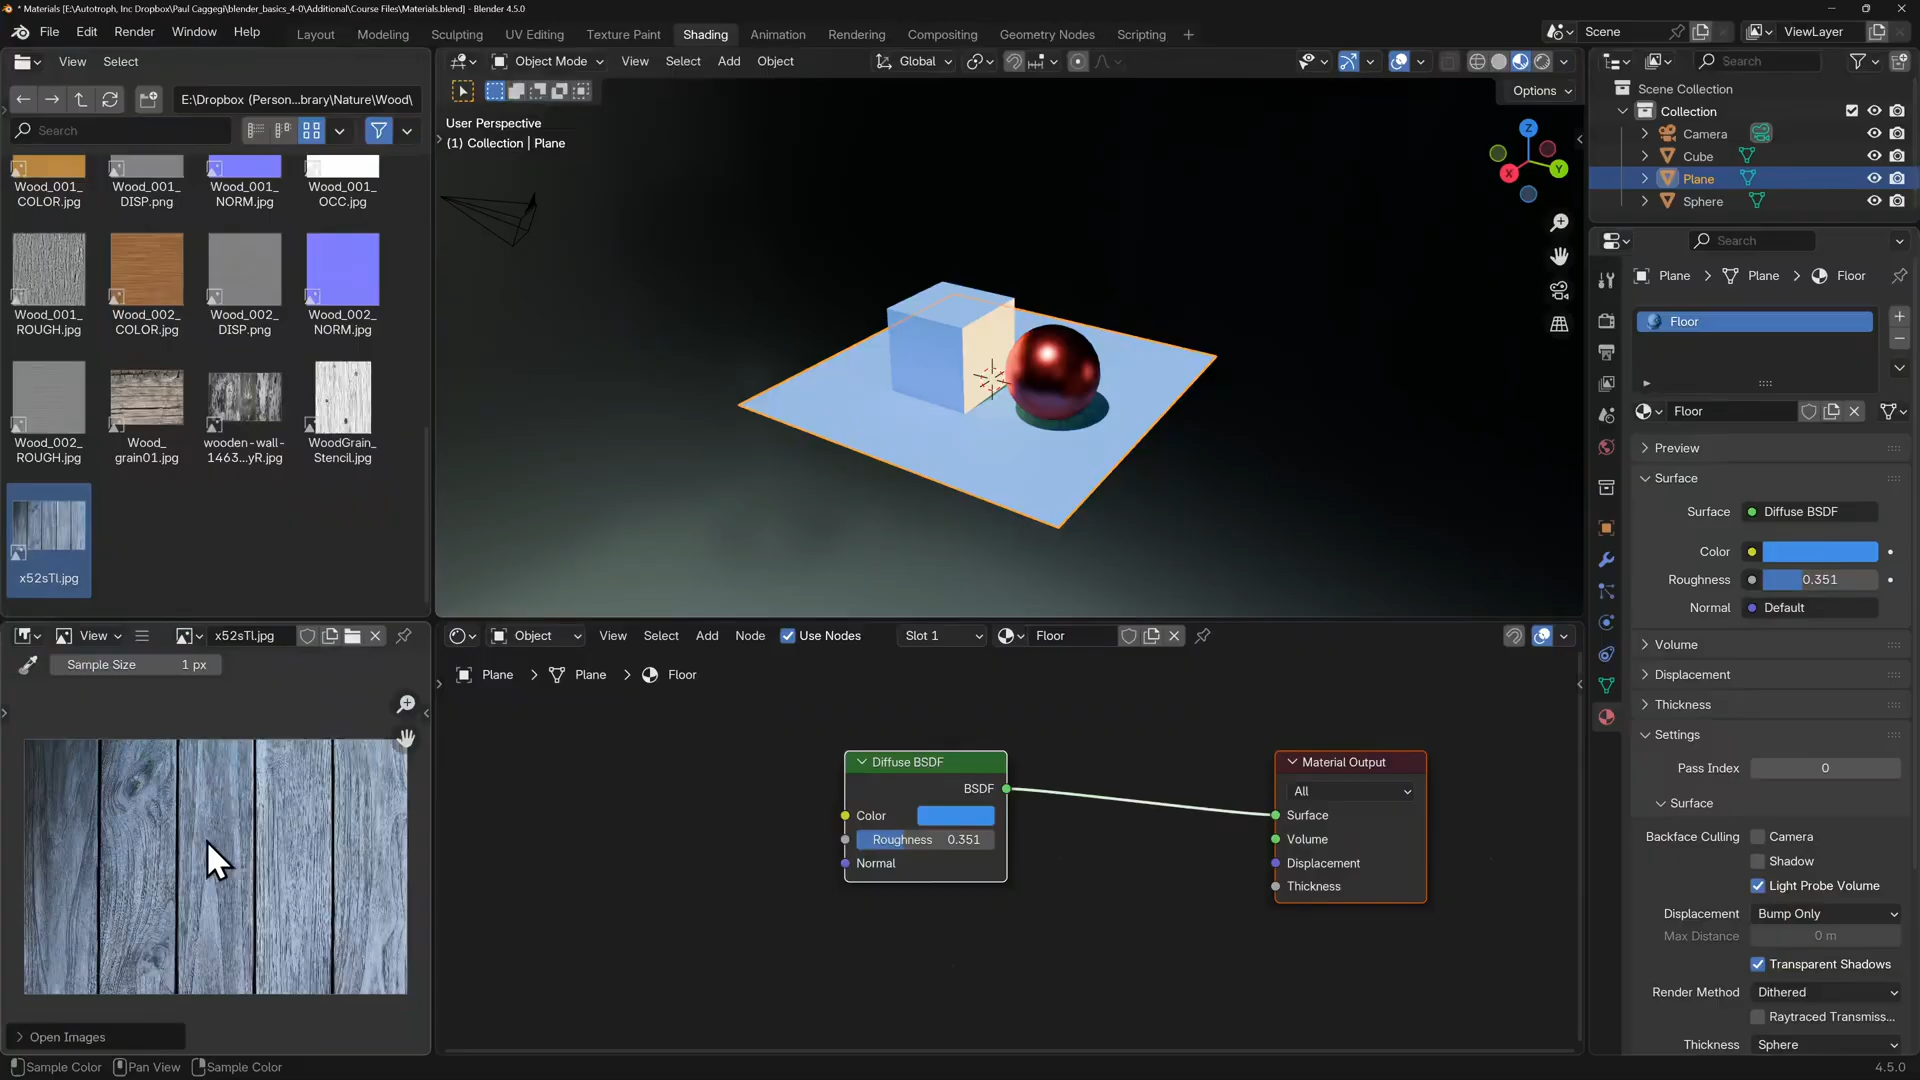 * Materials [E:\Autotroph, Inc Dropbox\Paul Caggegi\blender_basics_4-0\Additional\Course Files\Materials.blend] - Blender 4.5.0
File Edit Render Window Help
Layout Modeling Sculpting UV Editing Texture Paint Shading Animation Rendering Compositing Geometry Nodes Scripting +
Scene ViewLayer
View Select
Object Mode View Select Add Object Global
Search
E:\Dropbox (Person...brary\Nature\Wood\
Options
Search
User Perspective
(1) Collection | Plane
Z
Y
X
Scene Collection
Collection
Camera
Cube
Plane
Sphere
Wood_001_
COLOR.jpg
Wood_001_
DISP.png
Wood_001_
NORM.jpg
Wood_001_
OCC.jpg
Wood_001_
ROUGH.jpg
Wood_002_
COLOR.jpg
Wood_002_
DISP.png
Wood_002_
NORM.jpg
Wood_002_
ROUGH.jpg
Wood_
grain01.jpg
wooden-wall-
1463...yR.jpg
WoodGrain_
Stencil.jpg
x52sTl.jpg
Search
Plane > Plane > Floor
Floor
Floor
Preview
Surface
Surface Diffuse BSDF
Color
Roughness 0.351
Normal Default
Volume
Displacement
Thickness
Settings
Pass Index 0
Surface
Backface Culling Camera
Shadow
Light Probe Volume
Displacement Bump Only
Max Distance 0 m
Transparent Shadows
Render Method Dithered
Raytraced Transmiss...
Thickness Sphere
View x52sTl.jpg
Sample Size 1 px
Open Images
Object View Select Add Node Use Nodes Slot 1 Floor
Plane > Plane > Floor
Diffuse BSDF
BSDF
Color
Roughness 0.351
Normal
Material Output
All
Surface
Volume
Displacement
Thickness
Sample Color Pan View Sample Color
4.5.0